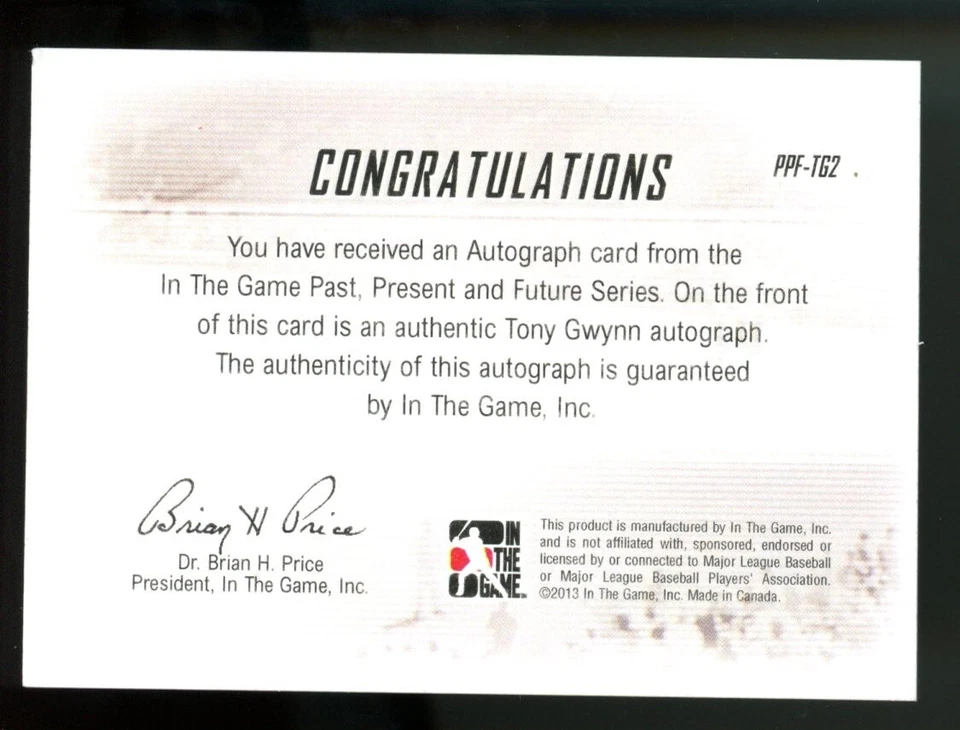 CONGRATULATIONS
PPF-TG2
You have received an Autograph card from the
In The Game Past, Present and Future Series. On the front
of this card is an authentic Tony Gwynn autograph.
The authenticity of this autograph is guaranteed
by In The Game, Inc.
Brian H Price
Dr. Brian H. Price
President, In The Game, Inc.
IN
THE
GAME
This product is manufactured by In The Game, Inc.
and is not affiliated with, sponsored, endorsed or
licensed by or connected to Major League Baseball
or Major League Baseball Players' Association.
©2013 In The Game, Inc. Made in Canada.